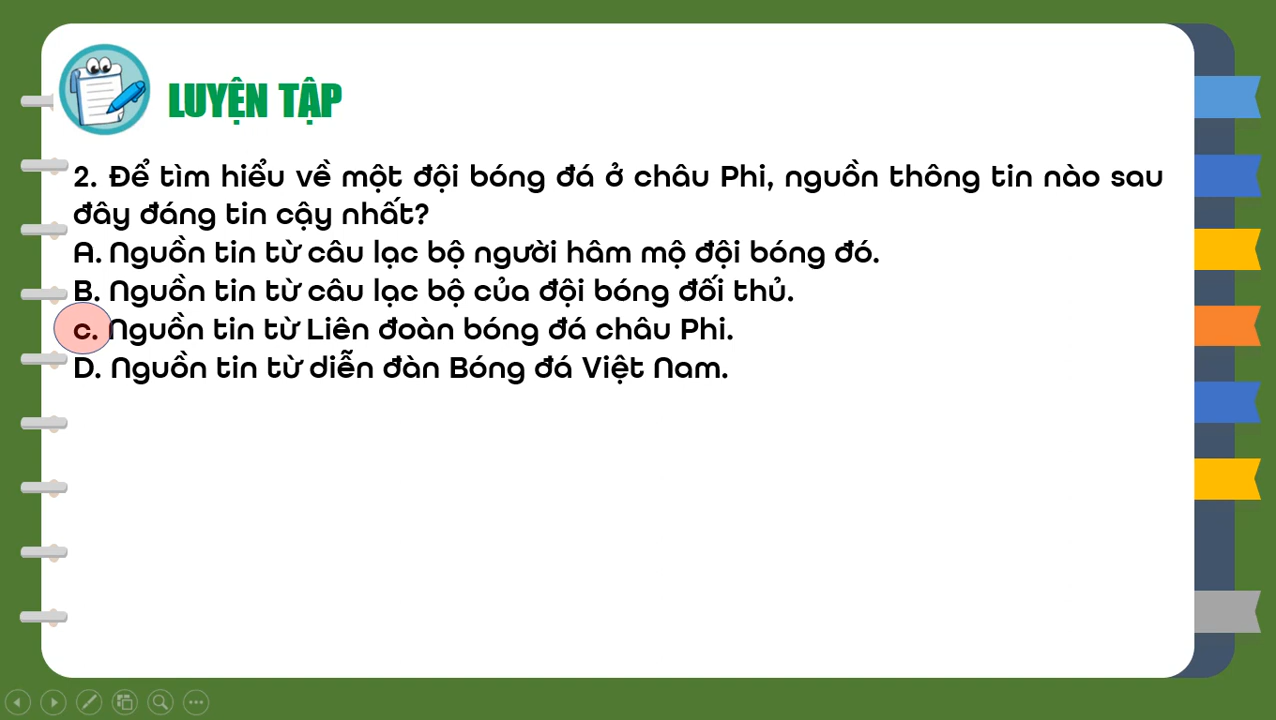 LUYỆN TẬP
2. Để tìm hiểu về một đội bóng đá ở châu Phi, nguồn thông tin nào sau
đây đáng tin cậy nhất?
A. Nguồn tin từ câu lạc bộ người hâm mộ đội bóng đó.
B. Nguồn tin từ câu lạc bộ của đội bóng đối thủ.
c. Nguồn tin từ Liên đoàn bóng đá châu Phi.
D. Nguồn tin từ diễn đàn Bóng đá Việt Nam.